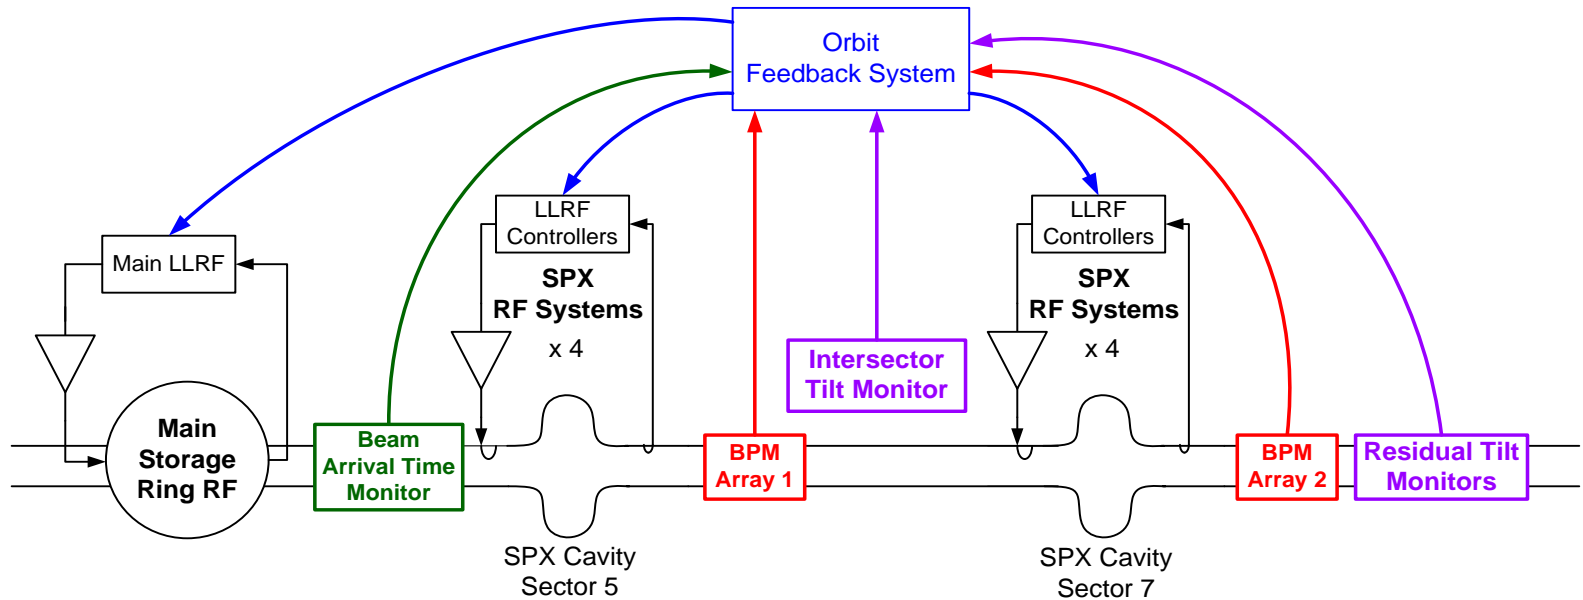 Orbit
Feedback System
LLRF
Controllers
LLRF
Controllers
Main LLRF
SPX
RF Systems
x 4
SPX
RF Systems
x 4
Intersector
Tilt Monitor
Main
Storage
Ring RF
Beam
Arrival Time
Monitor
BPM
Array 1
BPM
Array 2
Residual Tilt
Monitors
SPX Cavity
Sector 5
SPX Cavity
Sector 7